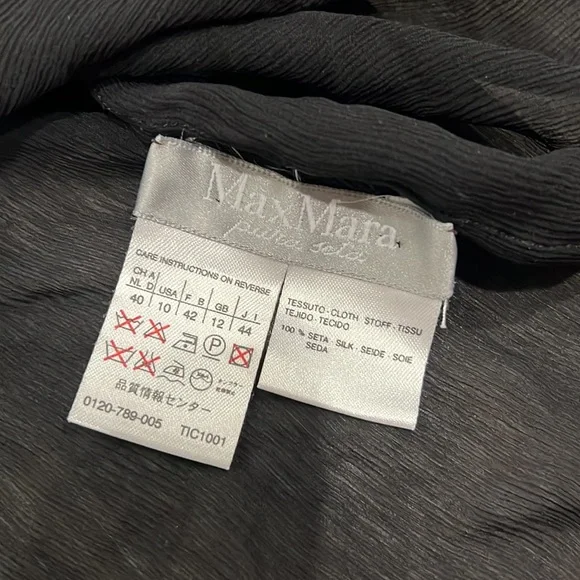 MaxMara
pura seta
CARE INSTRUCTIONS ON REVERSE
CH A
NL D USA F B GB J I
40 10 42 12 44
P
品質情報センター
0120-789-005 TIC1001
TESSUTO - CLOTH STOFF - TISSU
TEJIDO - TECIDO
100 % SETA SILK - SEIDE - SOIE
SEDA